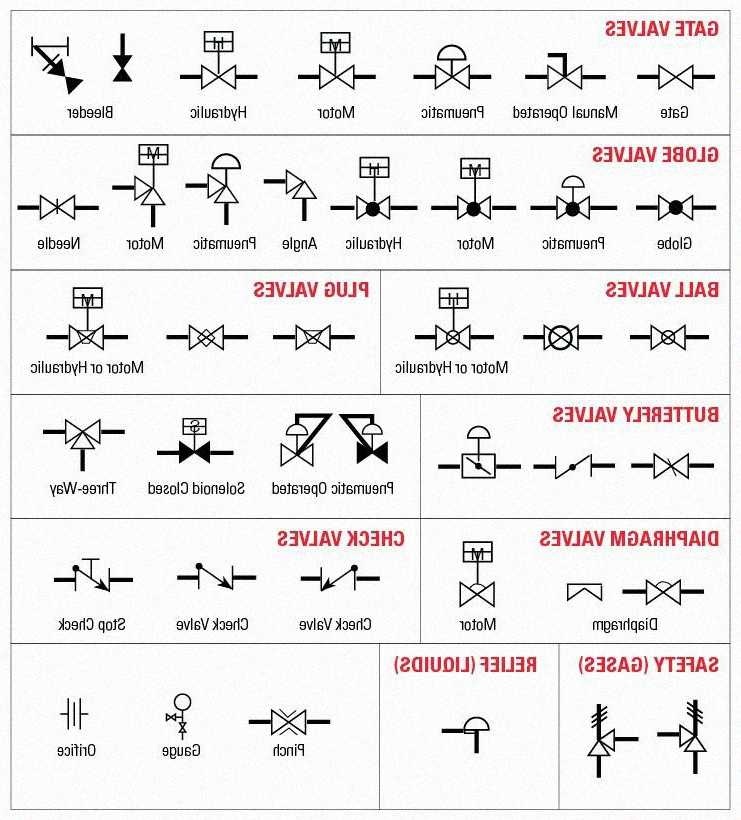 GATE VALVES
M
H
Gate
Manual Operated
Pneumatic
Motor
Hydraulic
Bleeder
GLOBE VALVES
M
H
M
Globe
Pneumatic
Motor
Hydraulic
Angle
Pneumatic
Motor
Needle
BALL VALVES
H
Motor or Hydraulic
PLUG VALVES
M
Motor or Hydraulic
BUTTERFLY VALVES
S
Pneumatic Operated
Solenoid Closed
Three-Way
DIAPHRAGM VALVES
M
Diaphragm
Motor
CHECK VALVES
Check Valve
Check Valve
Stop Check
SAFETY (GASES)
RELIEF (LIQUIDS)
Pinch
Gauge
Orifice